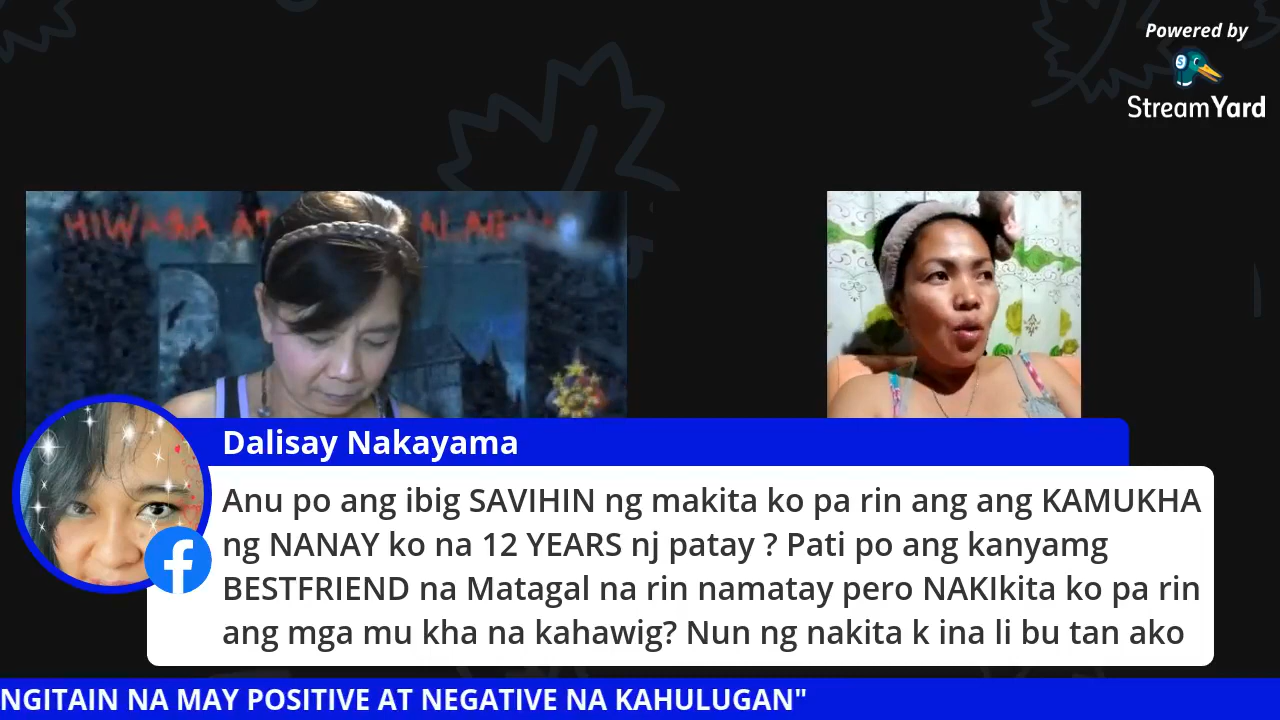 Powered by
StreamYard
HIWAGA AT
Dalisay Nakayama
Anu po ang ibig SAVIHIN ng makita ko pa rin ang ang KAMUKHA
ng NANAY ko na 12 YEARS nj patay ? Pati po ang kanyamg
BESTFRIEND na Matagal na rin namatay pero NAKIkita ko pa rin
ang mga mu kha na kahawig? Nun ng nakita k ina li bu tan ako
NGITAIN NA MAY POSITIVE AT NEGATIVE NA KAHULUGAN"